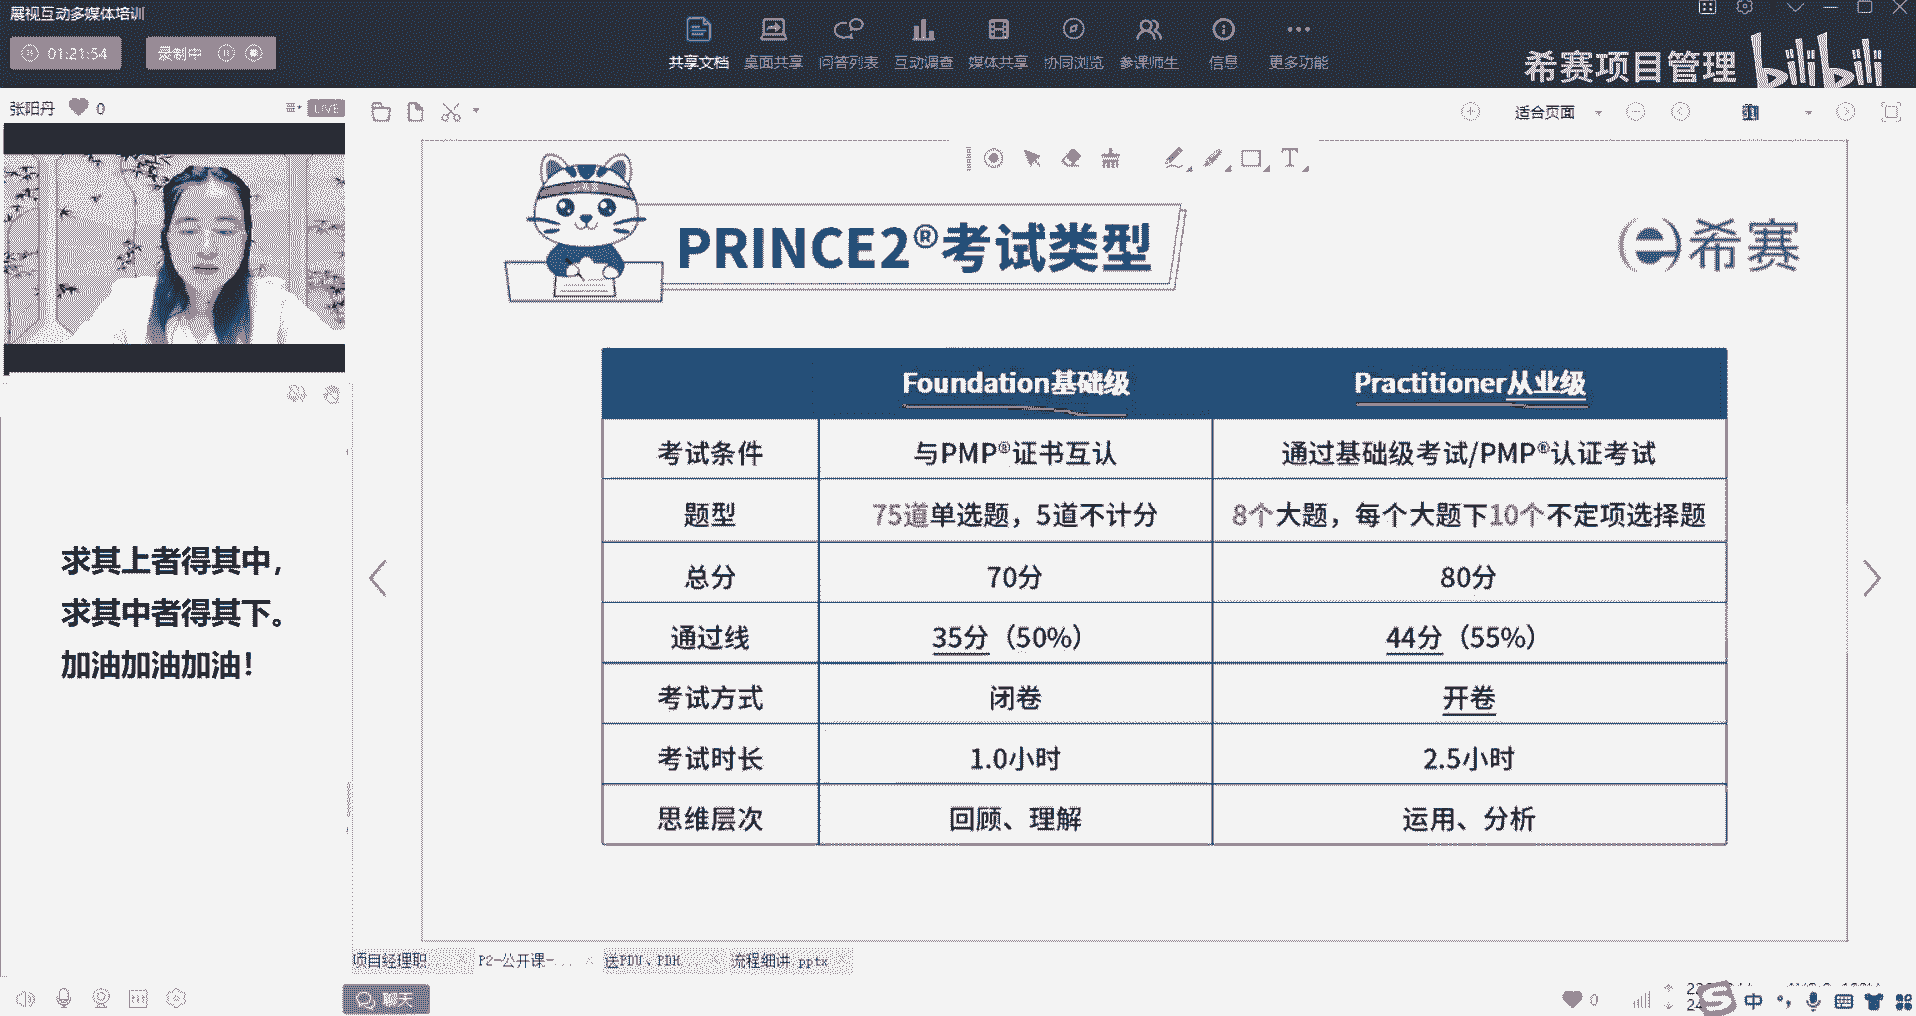 展视互动多媒体培训
01:21:54
录制中
共享文档 桌面共享 问答列表 互动调查 媒体共享 协同浏览 参课师生 信息 更多功能
希赛项目管理 bilibili
张阳丹 0 LIVE
适合页面
PRINCE2®考试类型
希赛
Foundation基础级 Practitioner从业级
考试条件 与PMP®证书互认 通过基础级考试/PMP®认证考试
题型 75道单选题，5道不计分 8个大题，每个大题下10个不定项选择题
总分 70分 80分
通过线 35分（50%） 44分（55%）
考试方式 闭卷 开卷
考试时长 1.0小时 2.5小时
思维层次 回顾、理解 运用、分析
求其上者得其中，
求其中者得其下。
加油加油加油！
项目经理职 P2-公开课-... 送PDU、PDH... 流程细讲.pptx
聊天
0
中